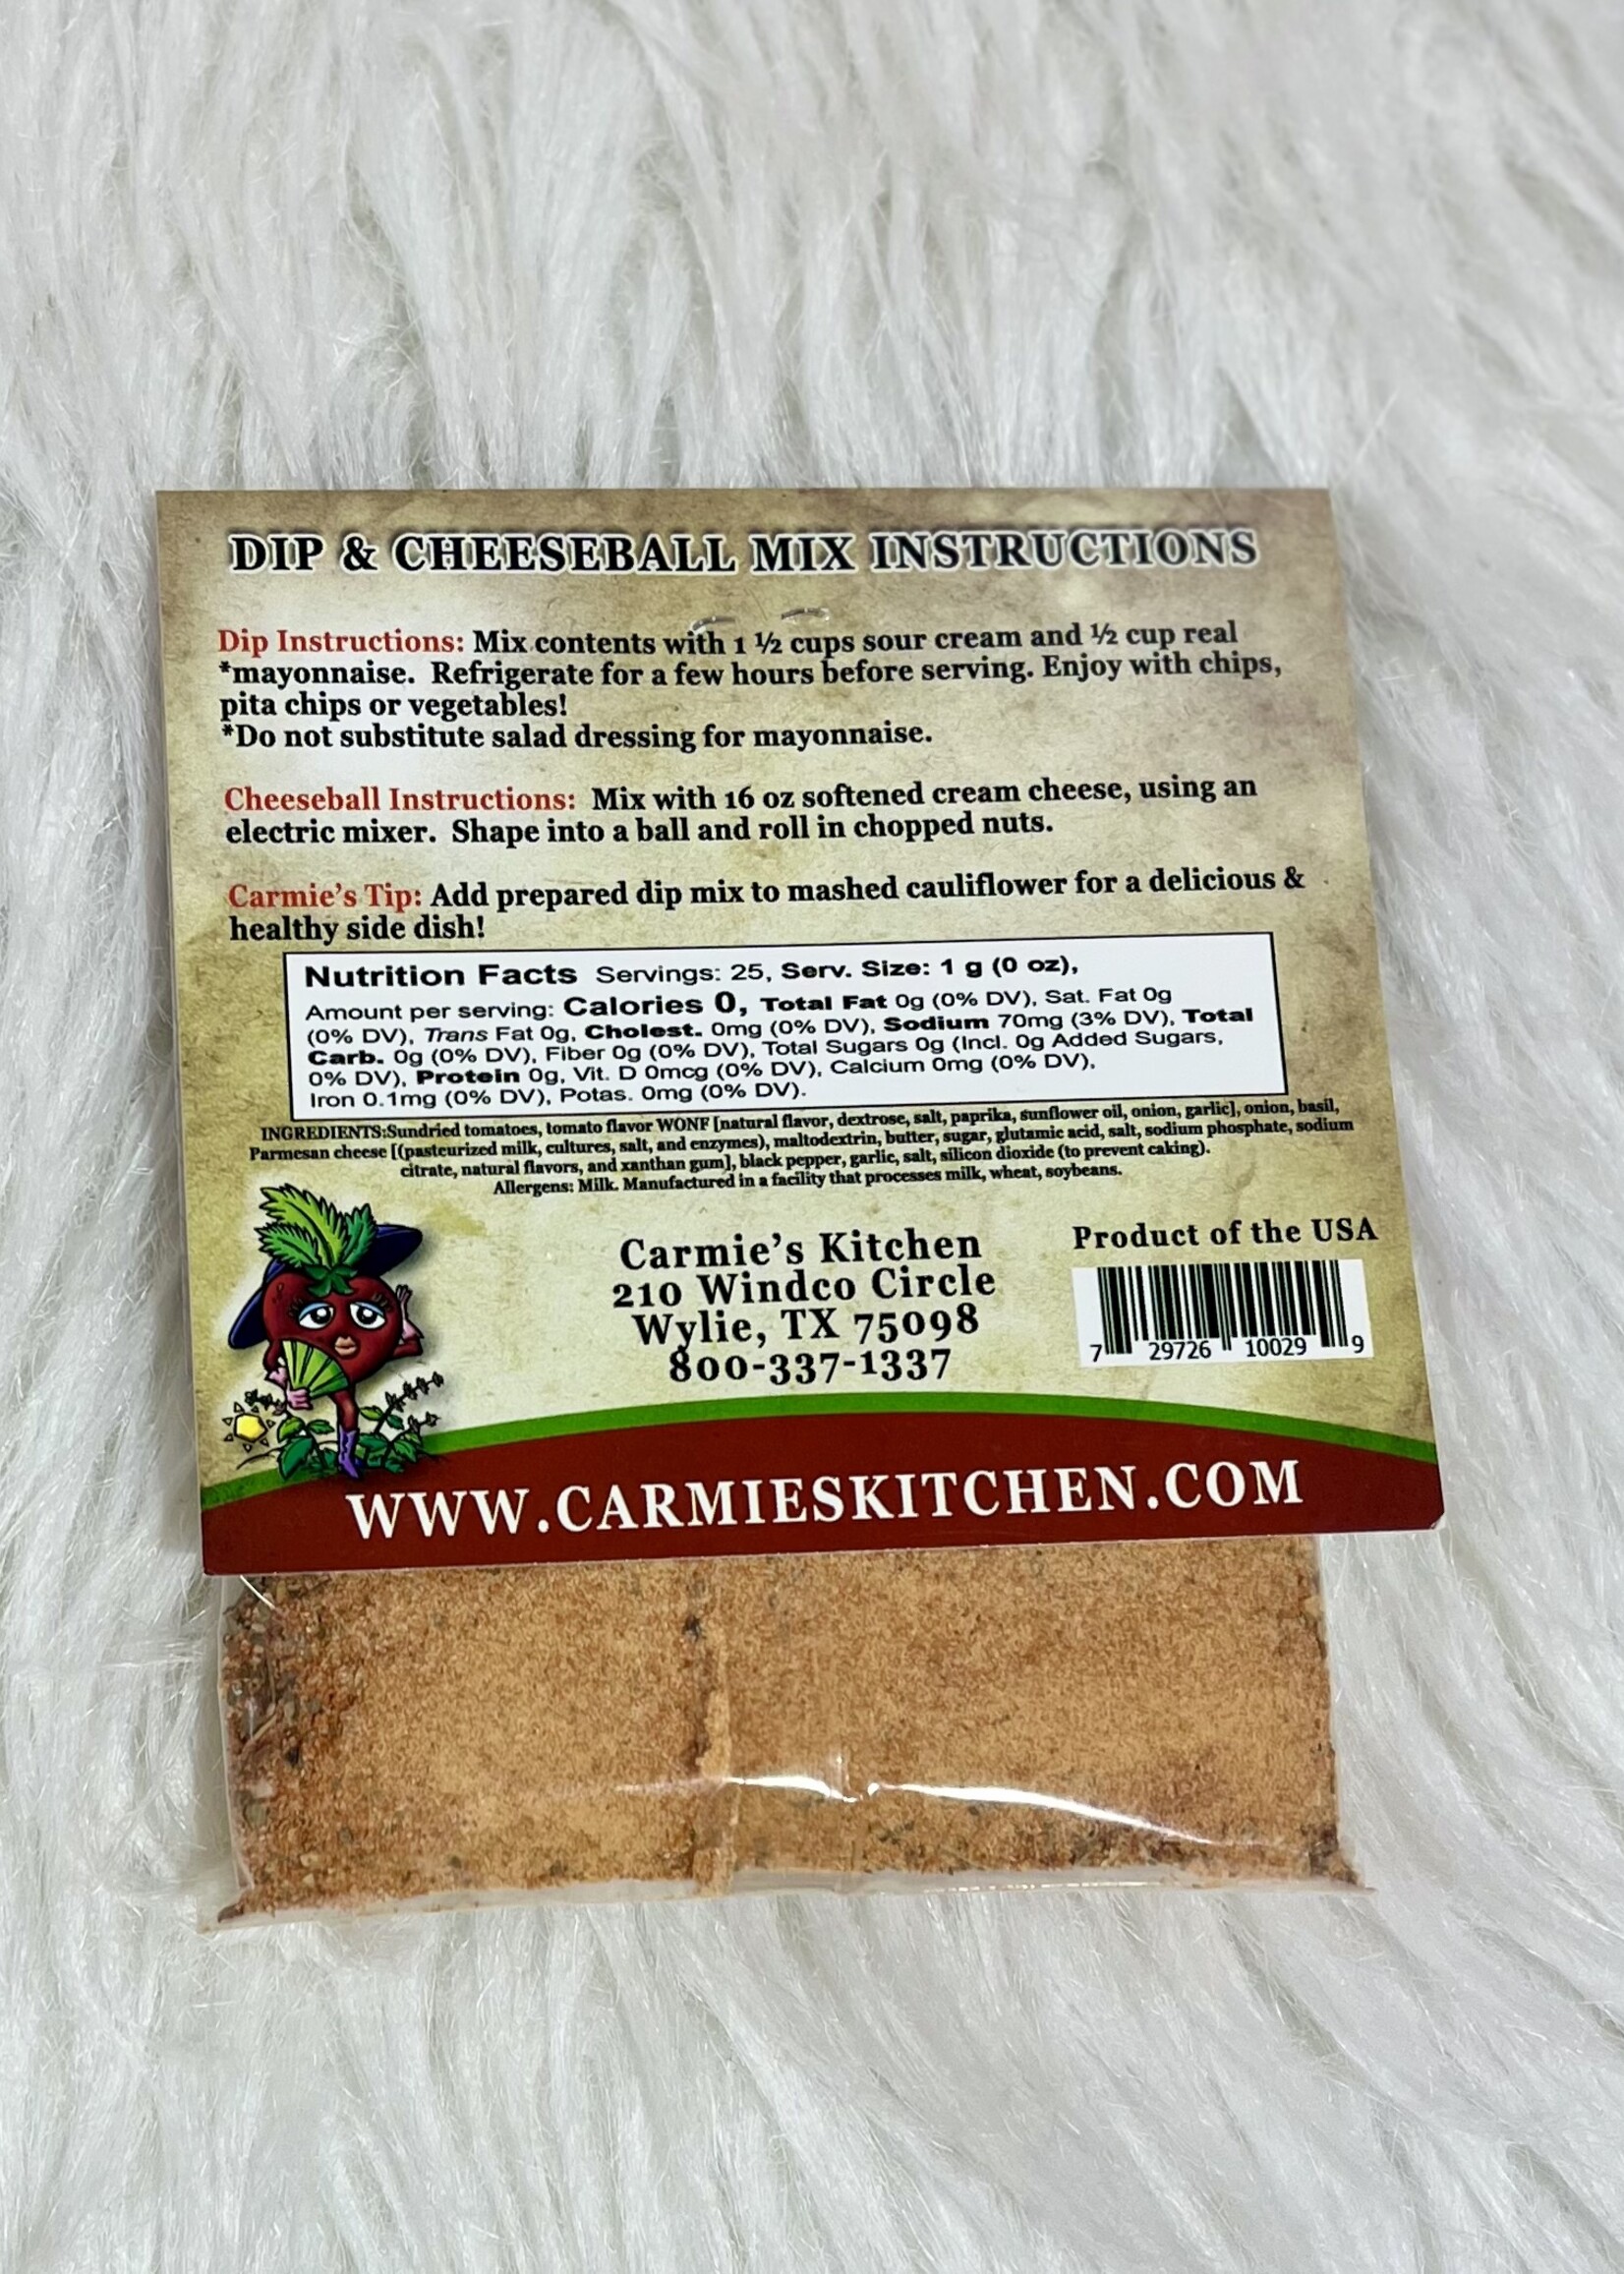 DIP & CHEESEBALL MIX INSTRUCTIONS
Dip Instructions: Mix contents with 1 ½ cups sour cream and ½ cup real
*mayonnaise. Refrigerate for a few hours before serving. Enjoy with chips,
pita chips or vegetables!
*Do not substitute salad dressing for mayonnaise.
Cheeseball Instructions: Mix with 16 oz softened cream cheese, using an
electric mixer. Shape into a ball and roll in chopped nuts.
Carmie's Tip: Add prepared dip mix to mashed cauliflower for a delicious &
healthy side dish!
Nutrition Facts Servings: 25, Serv. Size: 1 g (0 oz),
Amount per serving: Calories 0, Total Fat 0g (0% DV), Sat. Fat 0g
(0% DV), Trans Fat 0g, Cholest. 0mg (0% DV), Sodium 70mg (3% DV), Total
Carb. 0g (0% DV), Fiber 0g (0% DV), Total Sugars 0g (Incl. 0g Added Sugars,
0% DV), Protein 0g, Vit. D 0mcg (0% DV), Calcium 0mg (0% DV),
Iron 0.1mg (0% DV), Potas. 0mg (0% DV).
INGREDIENTS:Sundried tomatoes, tomato flavor WONF [natural flavor, dextrose, salt, paprika, sunflower oil, onion, garlic], onion, basil,
Parmesan cheese [(pasteurized milk, cultures, salt, and enzymes), maltodextrin, butter, sugar, glutamic acid, salt, sodium phosphate, sodium
citrate, natural flavors, and xanthan gum], black pepper, garlic, salt, silicon dioxide (to prevent caking).
Allergens: Milk. Manufactured in a facility that processes milk, wheat, soybeans.
Carmie's Kitchen
210 Windco Circle
Wylie, TX 75098
800-337-1337
Product of the USA
7 29726 10029 9
WWW.CARMIESKITCHEN.COM